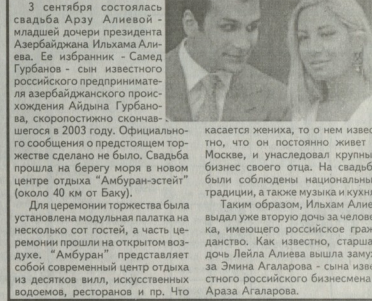 3 сентября состоялась
свадьба Арзу Алиевой -
младшей дочери президента
Азербайджана Ильхама Али-
ева. Ее избранник - Самед
Гурбанов - сын известного
российского предпринимате-
ля азербайджанского проис-
хождения Айдына Гурбано-
ва, скоропостижно скончав-
шегося в 2003 году. Официально-
го сообщения о предстоящем тор-
жестве сделано не было. Свадьба
прошла на берегу моря в новом
центре отдыха "Амбуран-эстейт"
(около 40 км от Баку).
Для церемонии торжества была
установлена модульная палатка на
несколько сот гостей, а часть це-
ремонии прошли на открытом воз-
духе. "Амбуран" представляет
собой современный центр отдыха
из десятков вилл, искусственных
водоемов, ресторанов и пр. Что
касается жениха, то о нем извес
тно, что он постоянно живет
Москве, и унаследовал крупны
бизнес своего отца. На свадьб
были соблюдены национальны
традиции, а также музыка и кухн
Таким образом, Ильхам Алие
выдал уже вторую дочь за челове
ка, имеющего российское граж
данство. Как известно, старша
дочь Лейла Алиева вышла заму
за Эмина Агаларова - сына изве
стного российского бизнесмена
Араза Агаларова.